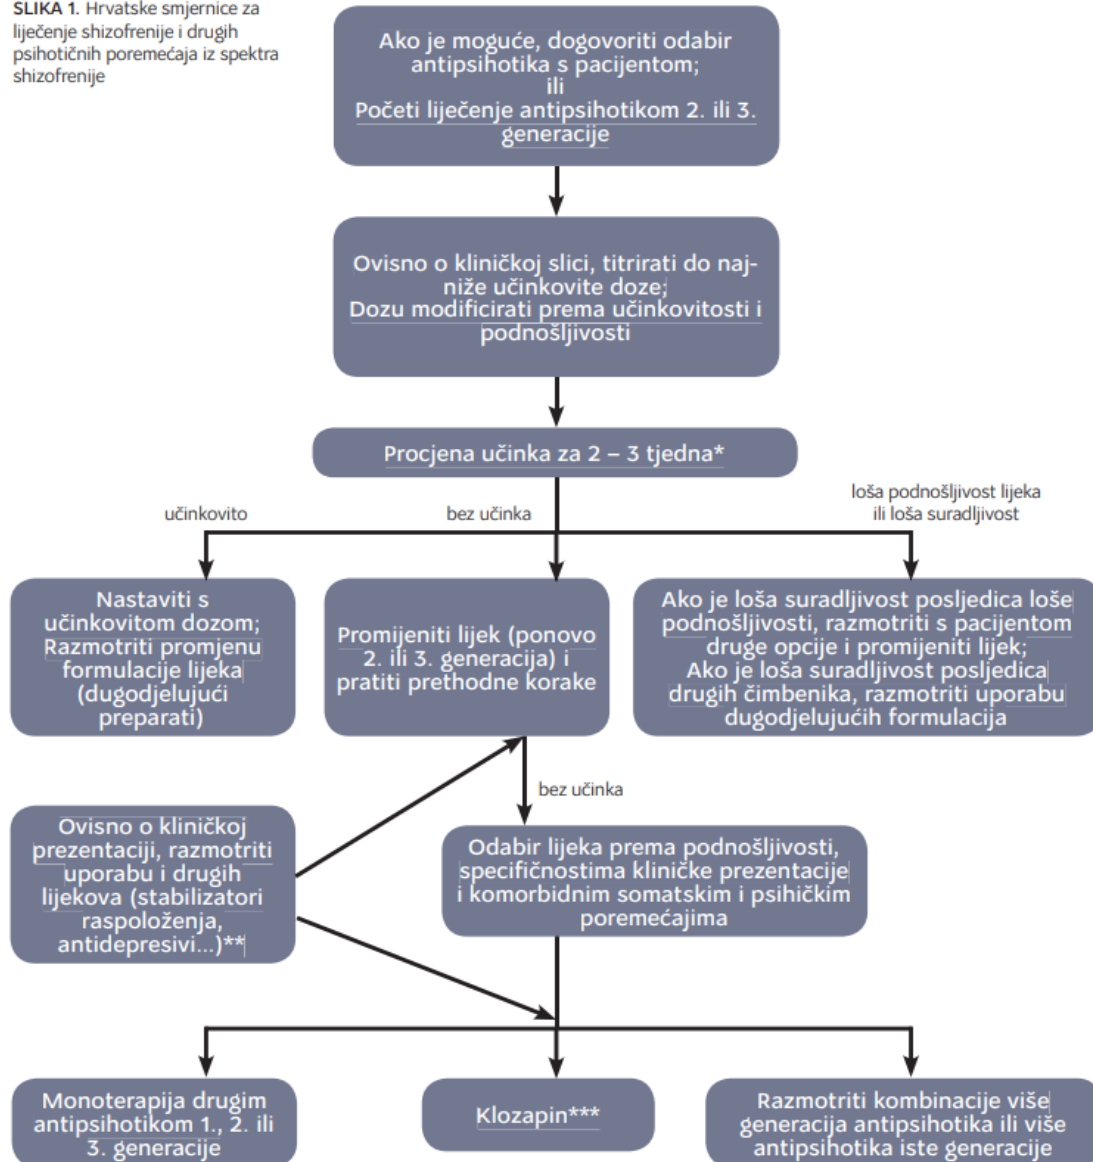 SLIKA 1. Hrvatske smjernice za
liječenje shizofrenije i drugih
psihotičnih poremećaja iz spektra
shizofrenije
Ako je moguće, dogovoriti odabir
antipsihotika s pacijentom;
ili
Početi liječenje antipsihotikom 2. ili 3.
generacije
Ovisno o kliničkoj slici, titrirati do naj-
niže učinkovite doze;
Dozu modificirati prema učinkovitosti i
podnošljivosti
Procjena učinka za 2 – 3 tjedna*
učinkovito
bez učinka
loša podnošljivost lijeka
ili loša suradljivost
Nastaviti s
učinkovitom dozom;
Razmotriti promjenu
formulacije lijeka
(dugodjelujući
preparati)
Promijeniti lijek (ponovo
2. ili 3. generacija) i
pratiti prethodne korake
Ako je loša suradljivost posljedica loše
podnošljivosti, razmotriti s pacijentom
druge opcije i promijeniti lijek;
Ako je loša suradljivost posljedica
drugih čimbenika, razmotriti uporabu
dugodjelujućih formulacija
bez učinka
Ovisno o kliničkoj
prezentaciji, razmotriti
uporabu i drugih
lijekova (stabilizatori
raspoloženja,
antidepresivi...)**
Odabir lijeka prema podnošljivosti,
specifičnostima kliničke prezentacije
i komorbidnim somatskim i psihičkim
poremećajima
Monoterapija drugim
antipsihotikom 1., 2. ili
3. generacije
Klozapin***
Razmotriti kombinacije više
generacija antipsihotika ili više
antipsihotika iste generacije